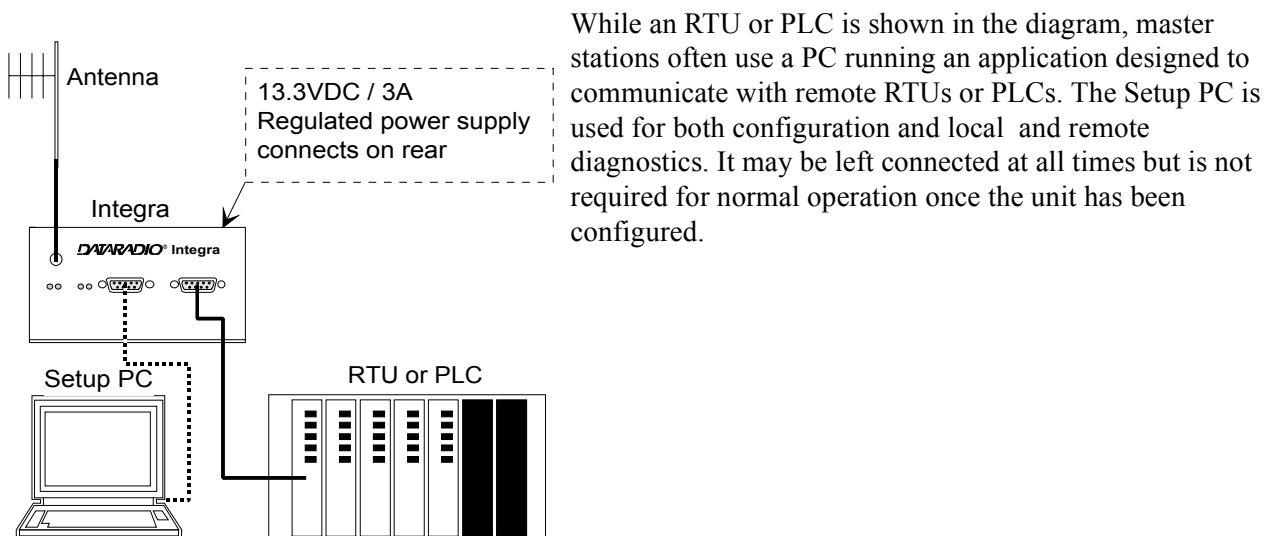 Antenna
13.3VDC / 3A
Regulated power supply
connects on rear
Integra
DATARADIO® Integra
Setup PC
RTU or PLC
While an RTU or PLC is shown in the diagram, master
stations often use a PC running an application designed to
communicate with remote RTUs or PLCs. The Setup PC is
used for both configuration and local and remote
diagnostics. It may be left connected at all times but is not
required for normal operation once the unit has been
configured.